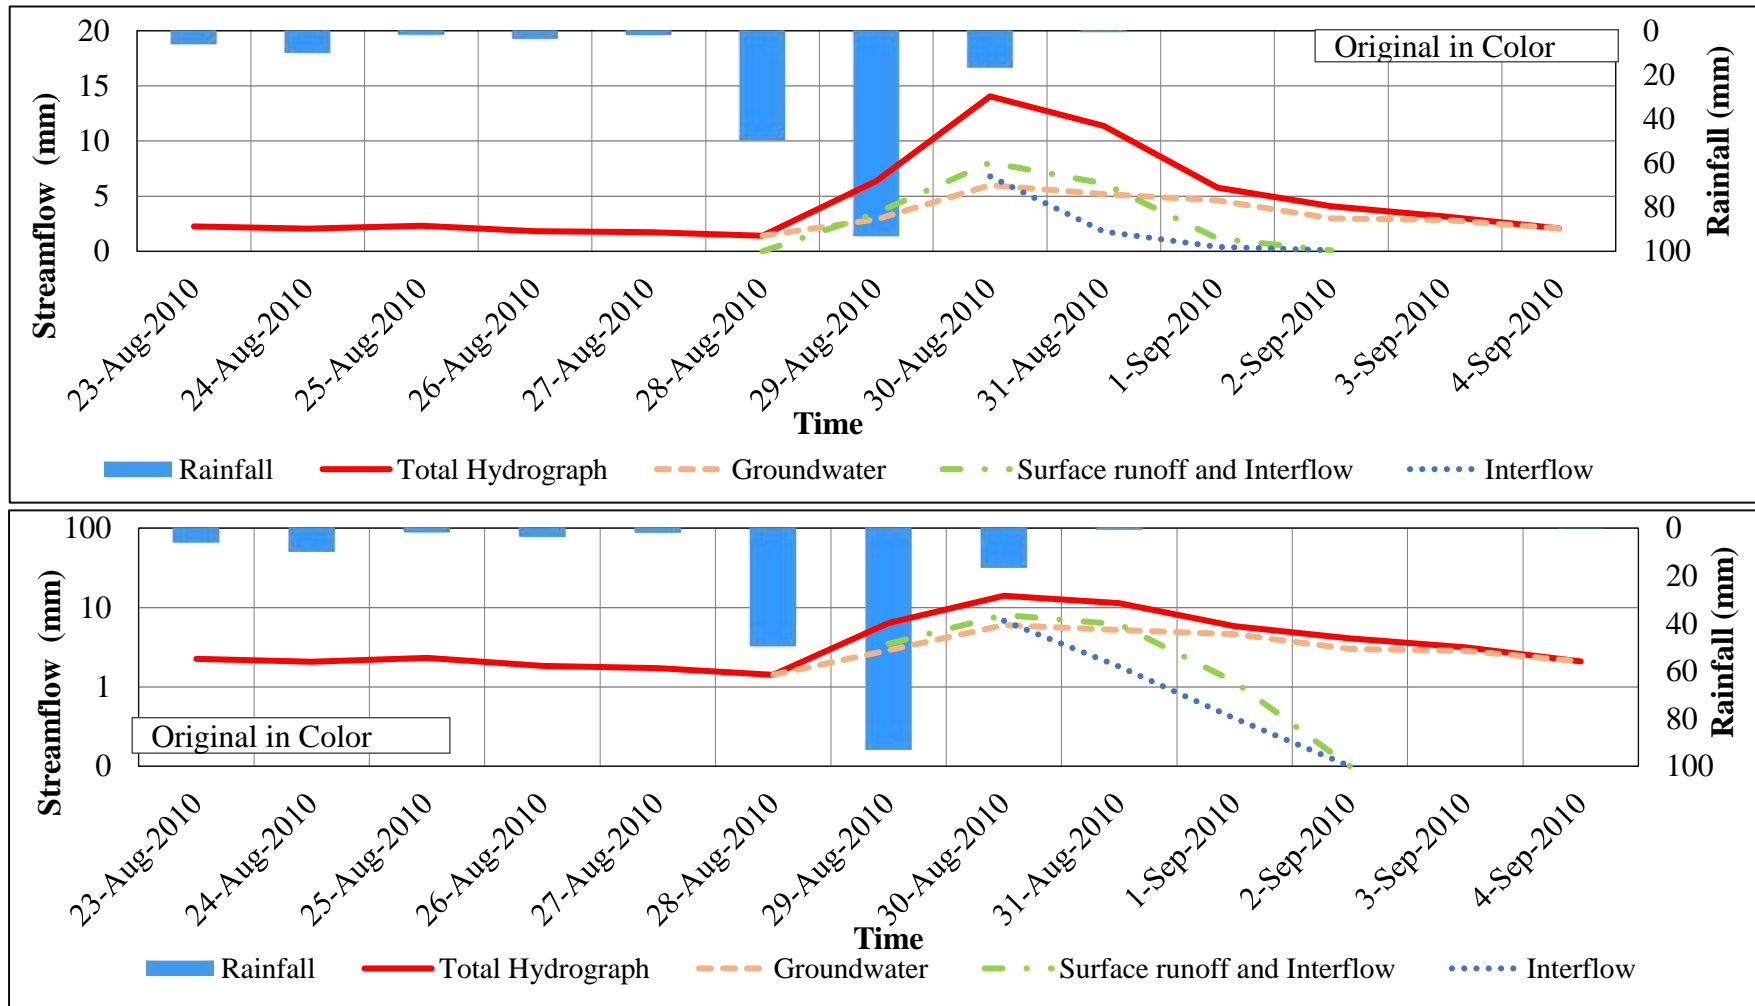 20
15
10
5
0
Streamflow (mm)
Original in Color
0
20
40
60
80
100
Rainfall (mm)
23-Aug-2010
24-Aug-2010
25-Aug-2010
26-Aug-2010
27-Aug-2010
28-Aug-2010
29-Aug-2010
30-Aug-2010
31-Aug-2010
1-Sep-2010
2-Sep-2010
3-Sep-2010
4-Sep-2010
Time
Rainfall Total Hydrograph Groundwater Surface runoff and Interflow Interflow
100
10
1
0
Streamflow (mm)
Original in Color
0
20
40
60
80
100
Rainfall (mm)
23-Aug-2010
24-Aug-2010
25-Aug-2010
26-Aug-2010
27-Aug-2010
28-Aug-2010
29-Aug-2010
30-Aug-2010
31-Aug-2010
1-Sep-2010
2-Sep-2010
3-Sep-2010
4-Sep-2010
Time
Rainfall Total Hydrograph Groundwater Surface runoff and Interflow Interflow